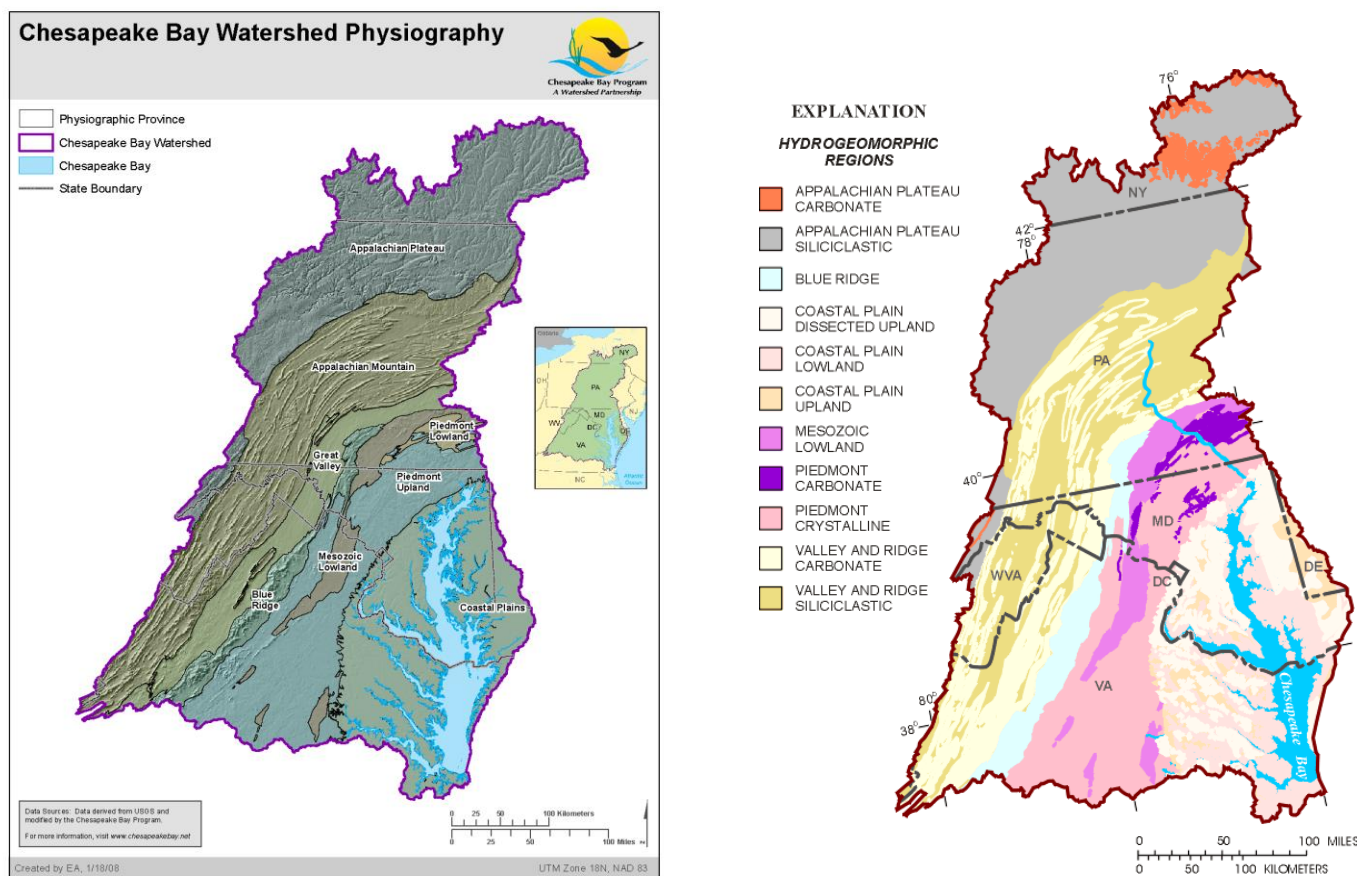 Chesapeake Bay Watershed Physiography
Chesapeake Bay Program
A Watershed Partnership
Physiographic Province
Chesapeake Bay Watershed
Chesapeake Bay
State Boundary
Appalachian Plateau
Appalachian Mountain
Piedmont
Lowland
Great
Valley
Piedmont
Upland
Mesozoic
Lowland
Blue
Ridge
Coastal Plains
NY
PA
NJ
OH
MD
WV
DC
DE
VA
NC
Atlantic
Ocean
Data Sources: Data derived from USGS and
modified by the Chesapeake Bay Program.
For more information, visit www.chesapeakebay.net
0 25 50 100 Kilometers
0 25 50 100 Miles
N
Created by EA, 1/18/08
UTM Zone 18N, NAD 83
EXPLANATION
HYDROGEOMORPHIC
REGIONS
APPALACHIAN PLATEAU
CARBONATE
APPALACHIAN PLATEAU
SILICICLASTIC
BLUE RIDGE
COASTAL PLAIN
DISSECTED UPLAND
COASTAL PLAIN
LOWLAND
COASTAL PLAIN
UPLAND
MESOZOIC
LOWLAND
PIEDMONT
CARBONATE
PIEDMONT
CRYSTALLINE
VALLEY AND RIDGE
CARBONATE
VALLEY AND RIDGE
SILICICLASTIC
76°
NY
42°
78°
PA
40°
MD
WVA
DC
DE
VA
80°
38°
Chesapeake Bay
0 50 100 MILES
0 50 100 KILOMETERS